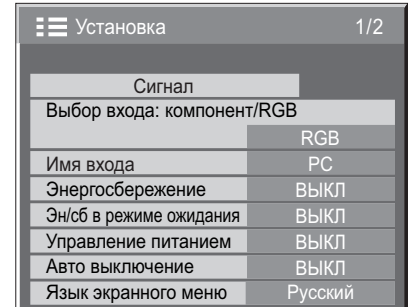 Установка 1/2
Сигнал
Выбор входа: компонент/RGB
RGB
Имя входа PC
Энергосбережение ВЫКЛ
Эн/сб в режиме ожидания ВЫКЛ
Управление питанием ВЫКЛ
Авто выключение ВЫКЛ
Язык экранного меню Русский